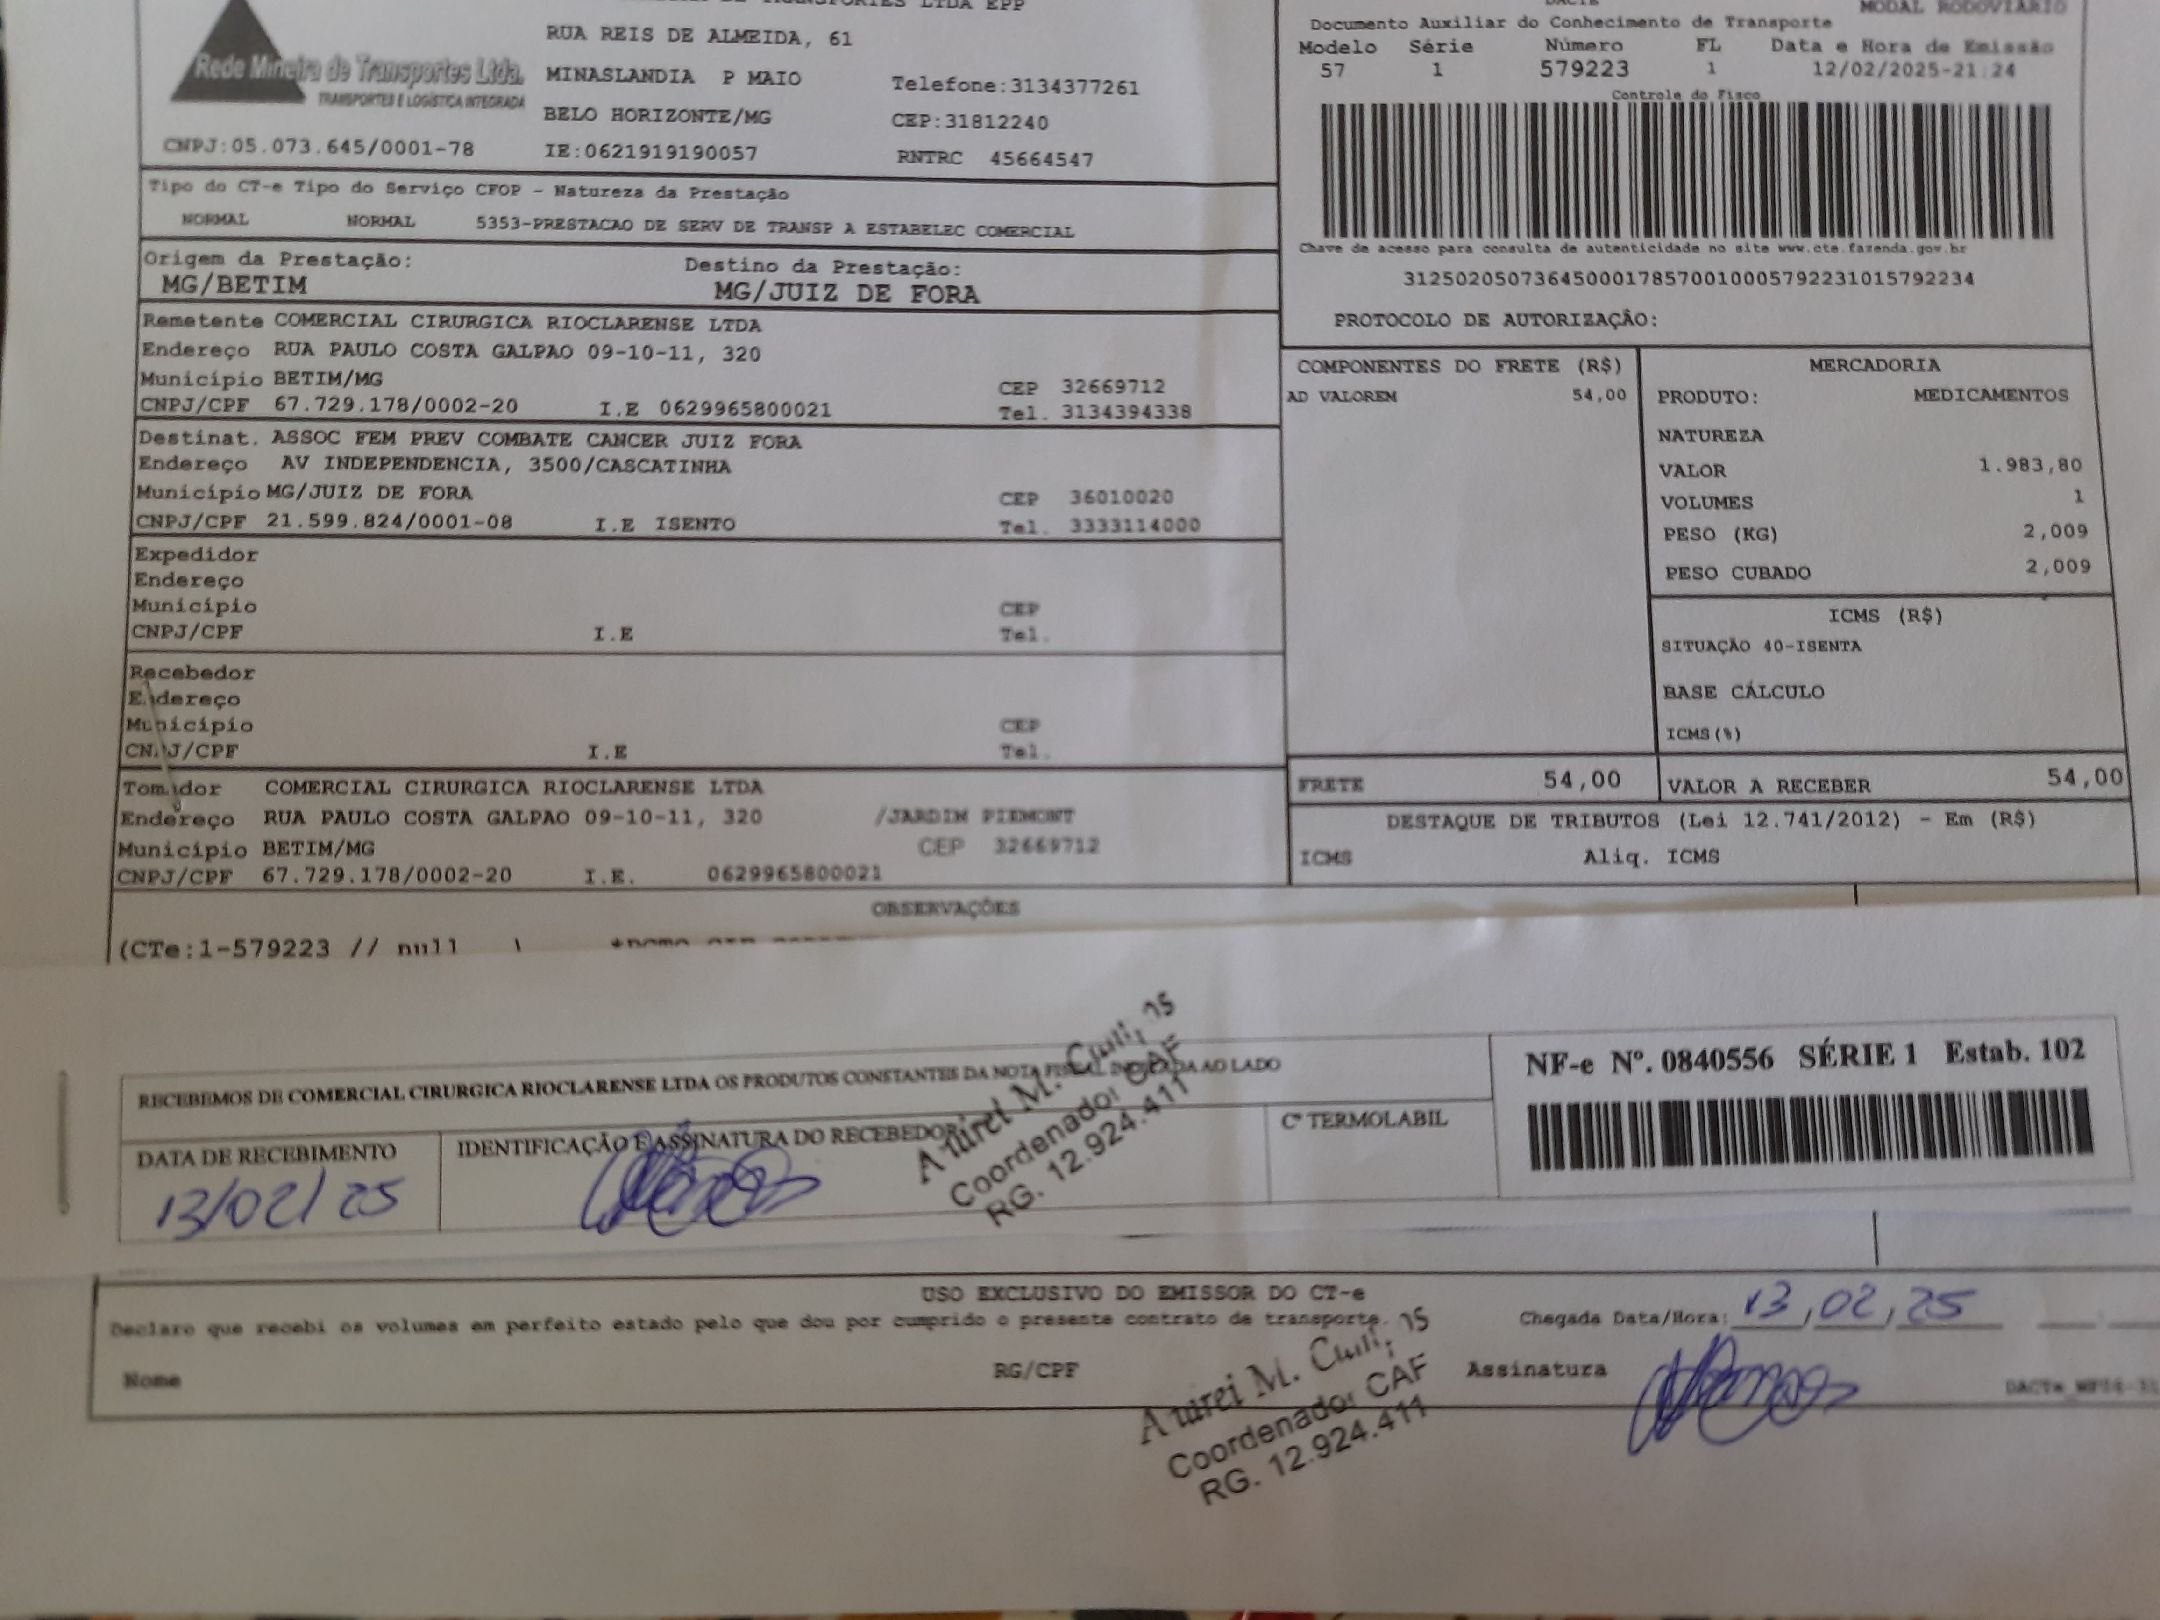 DE TRANSPORTES LTDA EPP
RUA REIS DE ALMEIDA, 61
Rede Mineira de Transportes Ltda.
TRANSPORTES E LOGÍSTICA INTEGRADA
MINASLANDIA P MAIO Telefone:3134377261
BELO HORIZONTE/MG CEP:31812240
CNPJ:05.073.645/0001-78 IE:0621919190057 RNTRC 45664547
DACTE MODAL RODOVIÁRIO
Documento Auxiliar do Conhecimento de Transporte
Modelo Série Número FL Data e Hora de Emissão
57 1 579223 1 12/02/2025-21:24
Controle do Fisco
Chave de acesso para consulta de autenticidade no site www.cte.fazenda.gov.br
31250205073645000178570010005792231015792234
PROTOCOLO DE AUTORIZAÇÃO:
Tipo do CT-e Tipo do Serviço CFOP - Natureza da Prestação
NORMAL NORMAL 5353-PRESTACAO DE SERV DE TRANSP A ESTABELEC COMERCIAL
Origem da Prestação: Destino da Prestação:
MG/BETIM MG/JUIZ DE FORA
Remetente COMERCIAL CIRURGICA RIOCLARENSE LTDA
Endereço RUA PAULO COSTA GALPAO 09-10-11, 320
Município BETIM/MG CEP 32669712
CNPJ/CPF 67.729.178/0002-20 I.E 0629965800021 Tel. 3134394338
Destinat. ASSOC FEM PREV COMBATE CANCER JUIZ FORA
Endereço AV INDEPENDENCIA, 3500/CASCATINHA
Município MG/JUIZ DE FORA CEP 36010020
CNPJ/CPF 21.599.824/0001-08 I.E ISENTO Tel. 3333114000
Expedidor
Endereço
Município CEP
CNPJ/CPF I.E Tel.
Recebedor
Endereço
Município CEP
CNPJ/CPF I.E Tel.
Tomador COMERCIAL CIRURGICA RIOCLARENSE LTDA
Endereço RUA PAULO COSTA GALPAO 09-10-11, 320 /JARDIM PIEMONT
Município BETIM/MG CEP 32669712
CNPJ/CPF 67.729.178/0002-20 I.E. 0629965800021
COMPONENTES DO FRETE (R$)
AD VALOREM 54,00
FRETE 54,00
MERCADORIA
PRODUTO: MEDICAMENTOS
NATUREZA
VALOR 1.983,80
VOLUMES 1
PESO (KG) 2,009
PESO CUBADO 2,009
ICMS (R$)
SITUAÇÃO 40-ISENTA
BASE CÁLCULO
ICMS(%)
VALOR A RECEBER 54,00
DESTAQUE DE TRIBUTOS (Lei 12.741/2012) - Em (R$)
ICMS Aliq. ICMS
OBSERVAÇÕES
(CTe:1-579223 // null )
RECEBEMOS DE COMERCIAL CIRURGICA RIOCLARENSE LTDA OS PRODUTOS CONSTANTES DA NOTA FISCAL INDICADA AO LADO
DATA DE RECEBIMENTO IDENTIFICAÇÃO E ASSINATURA DO RECEBEDOR Cº TERMOLABIL
13/02/25
Coordenador CAF
RG. 12.924.411
NF-e Nº. 0840556 SÉRIE 1 Estab. 102
USO EXCLUSIVO DO EMISSOR DO CT-e
Declaro que recebi os volumes em perfeito estado pelo que dou por cumprido o presente contrato de transporte. Chegada Data/Hora: 13/02/25
Nome RG/CPF Assinatura
Coordenador CAF
RG. 12.924.411